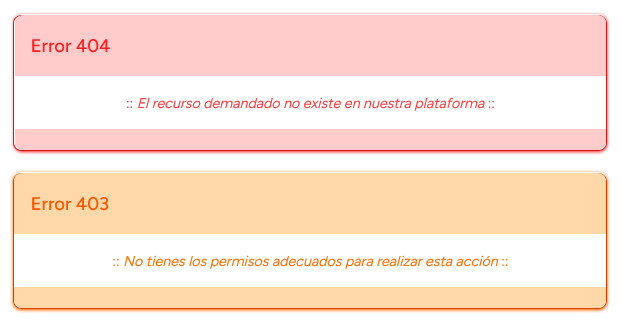 Error 404
:: El recurso demandado no existe en nuestra plataforma ::
Error 403
:: No tienes los permisos adecuados para realizar esta acción ::